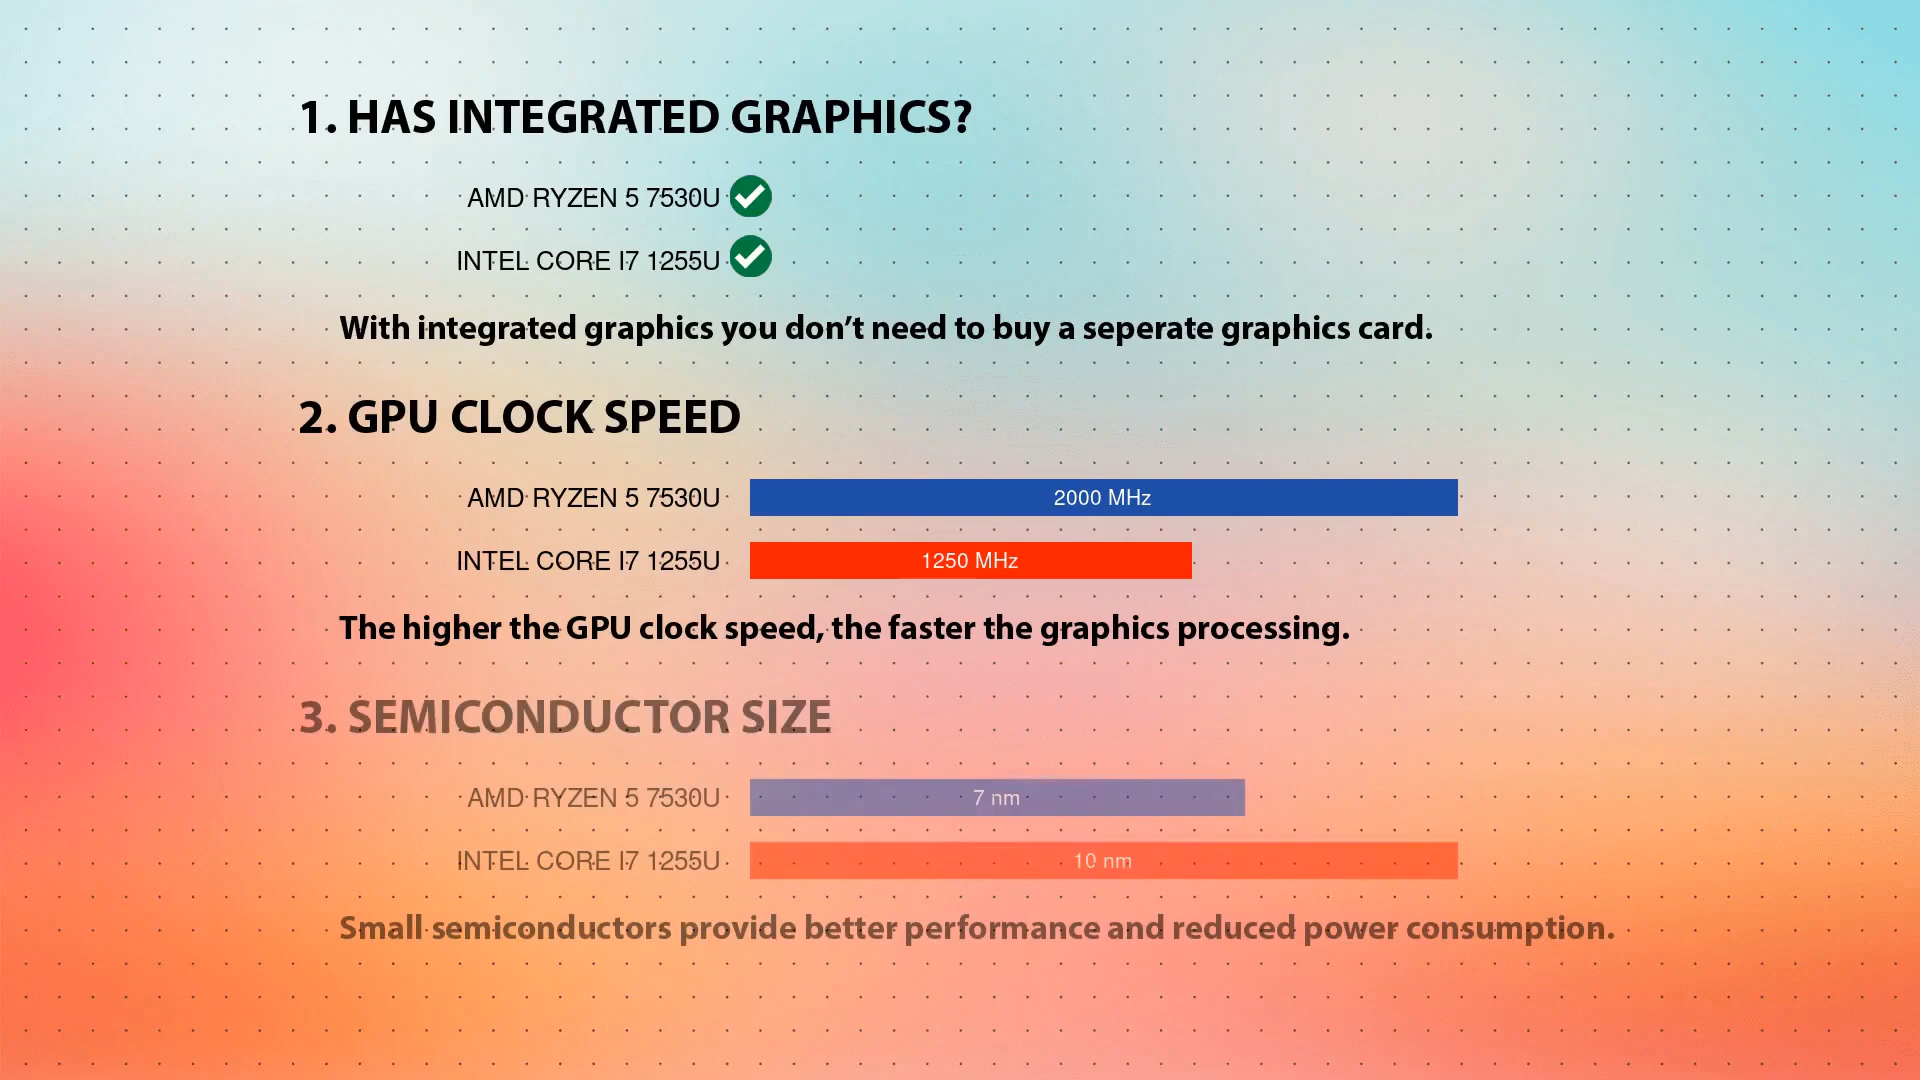 1. HAS INTEGRATED GRAPHICS?
AMD RYZEN 5 7530U
INTEL CORE I7 1255U
With integrated graphics you don’t need to buy a seperate graphics card.
2. GPU CLOCK SPEED
AMD RYZEN 5 7530U 2000 MHz
INTEL CORE I7 1255U 1250 MHz
The higher the GPU clock speed, the faster the graphics processing.
3. SEMICONDUCTOR SIZE
AMD RYZEN 5 7530U 7 nm
INTEL CORE I7 1255U 10 nm
Small semiconductors provide better performance and reduced power consumption.